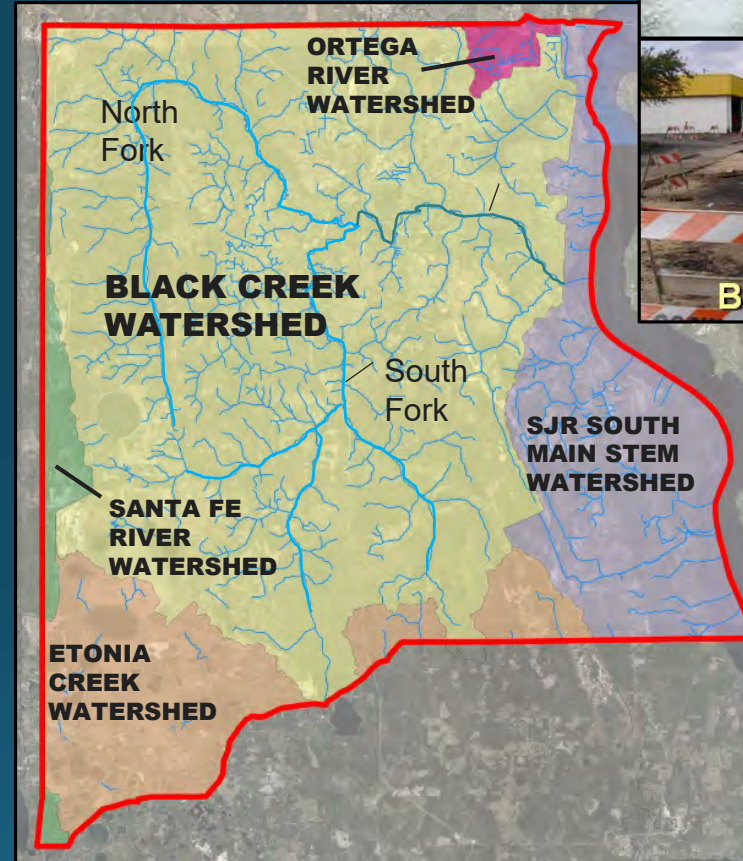 ORTEGA
RIVER
WATERSHED
North
Fork
BLACK CREEK
WATERSHED
South
Fork
SJR SOUTH
MAIN STEM
WATERSHED
SANTA FE
RIVER
WATERSHED
ETONIA
CREEK
WATERSHED
B